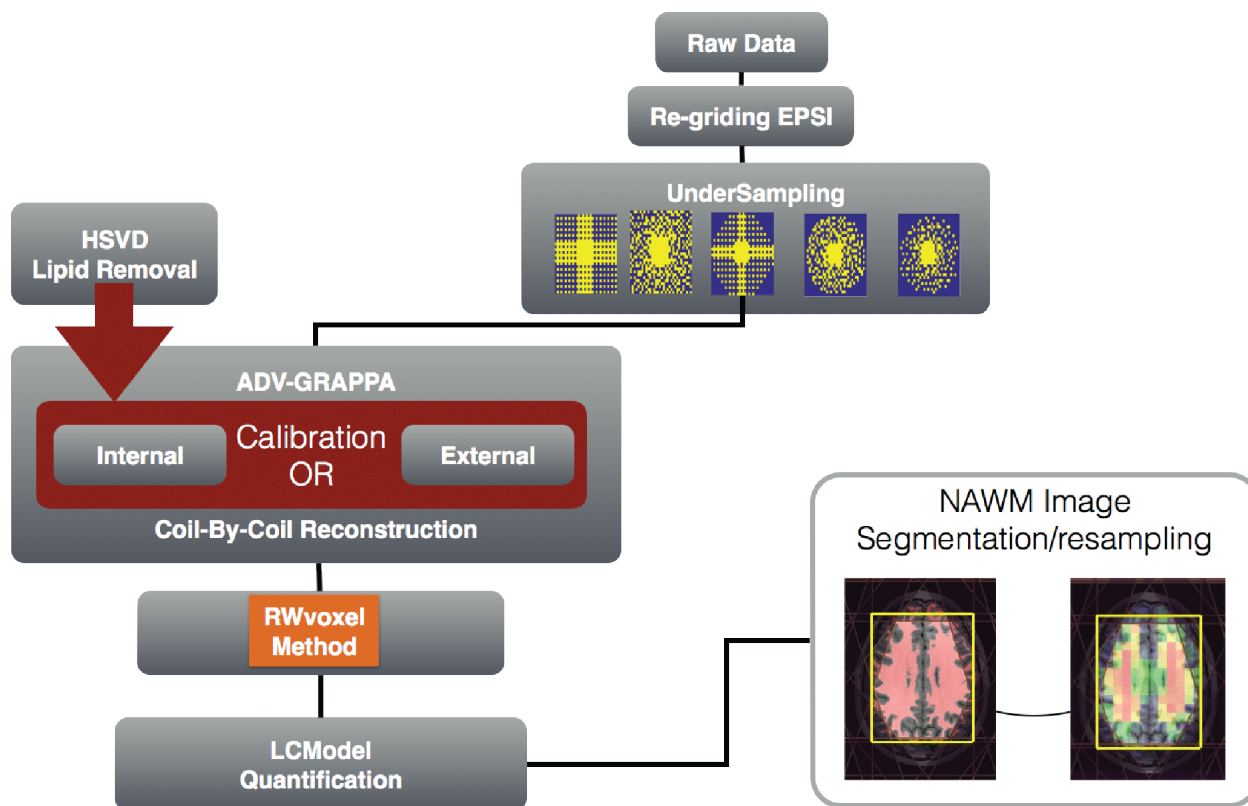 Raw Data
Re-griding EPSI
UnderSampling
HSVD
Lipid Removal
ADV-GRAPPA
Internal
Calibration
OR
External
Coil-By-Coil Reconstruction
RWvoxel
Method
LCModel
Quantification
NAWM Image
Segmentation/resampling